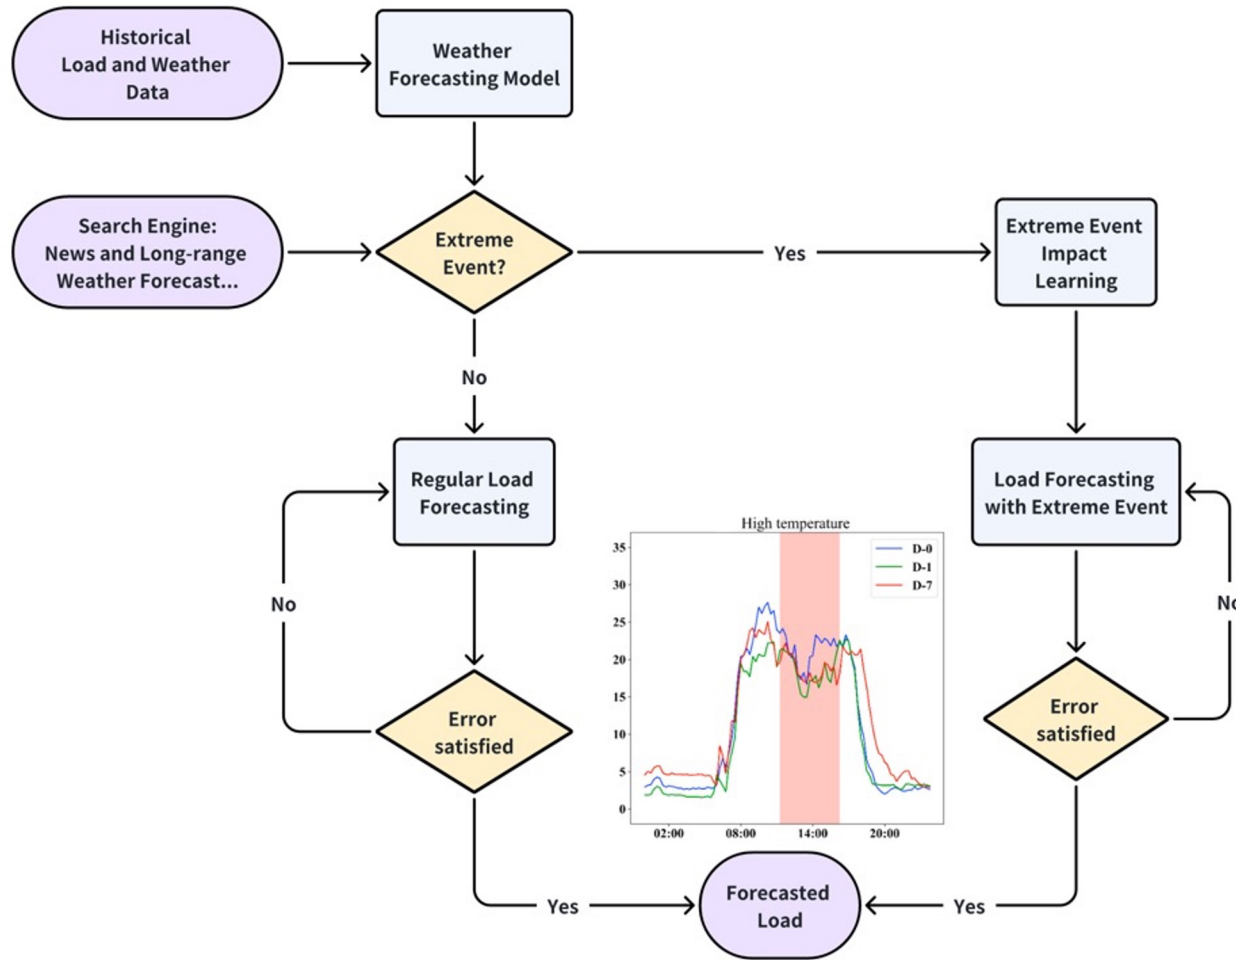 Historical
Load and Weather
Data
Weather
Forecasting Model
Search Engine:
News and Long-range
Weather Forecast...
Extreme
Event?
Yes
Extreme Event
Impact
Learning
No
Regular Load
Forecasting
Load Forecasting
with Extreme Event
High temperature
35
30
25
20
15
10
5
0
D-0
D-1
D-7
02:00
08:00
14:00
20:00
No
No
Error
satisfied
Error
satisfied
Yes
Forecasted
Load
Yes